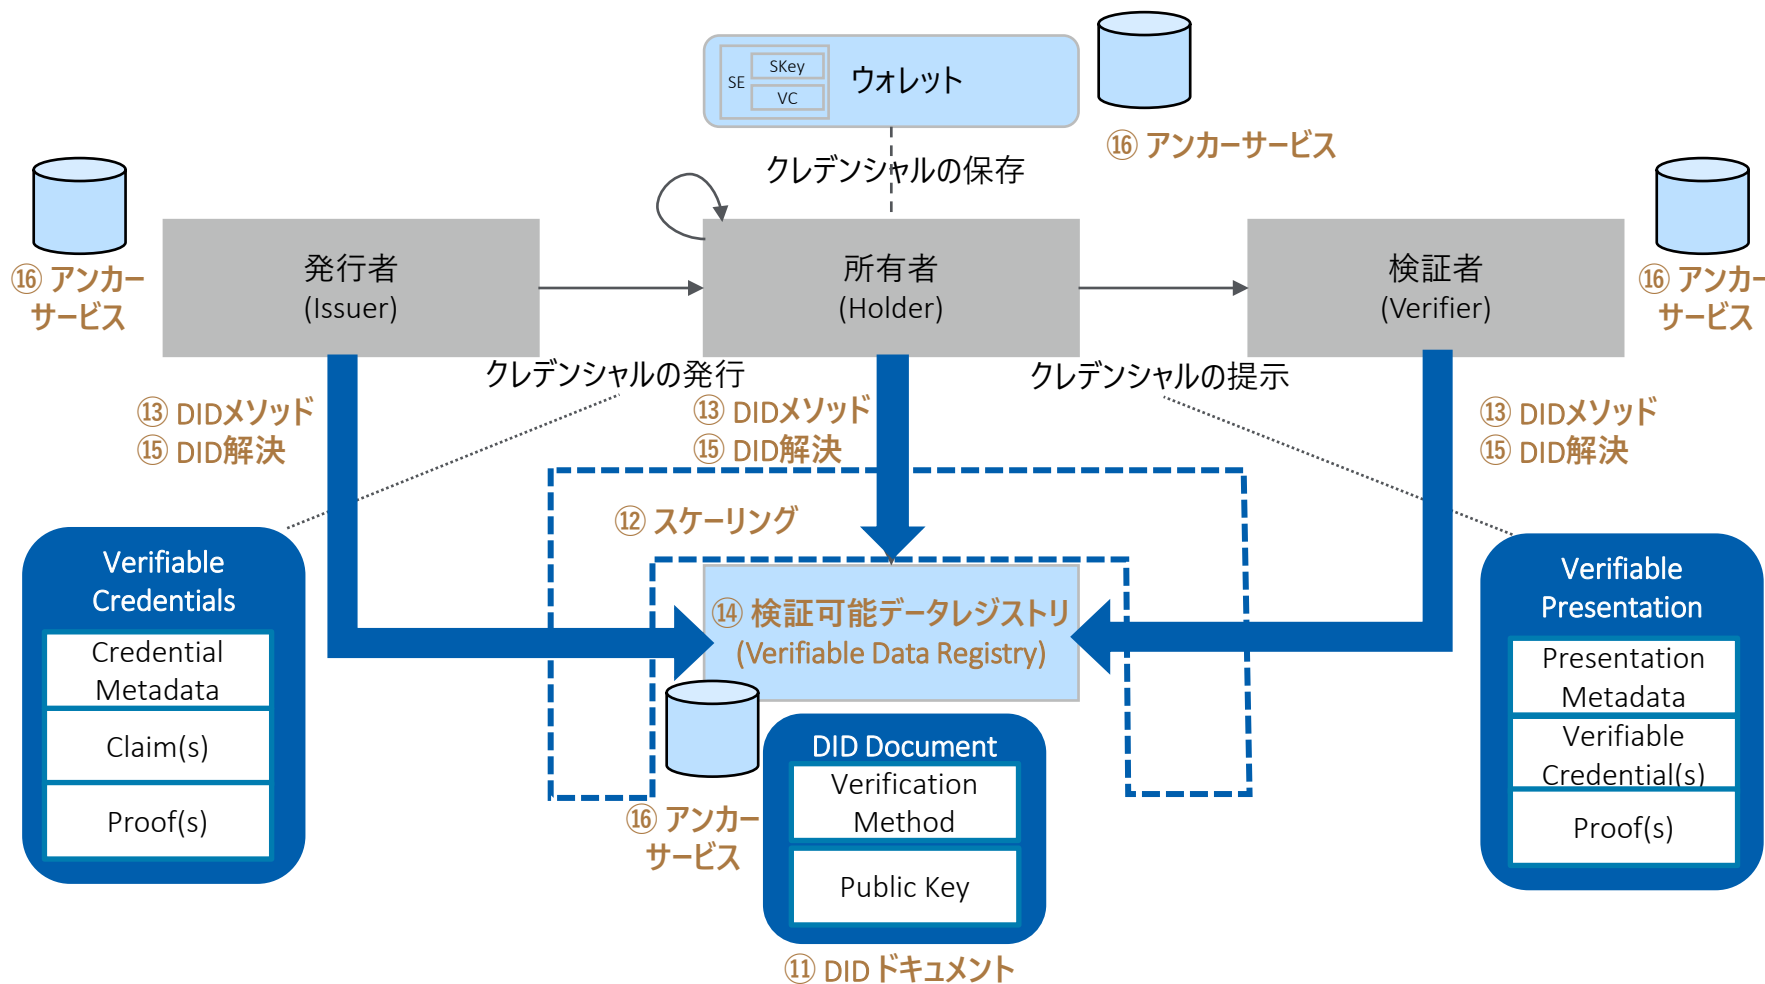 SE
SKey
VC
ウォレット
⑯ アンカーサービス
クレデンシャルの保存
⑯ アンカー
サービス
発行者
(Issuer)
所有者
(Holder)
検証者
(Verifier)
⑯ アンカー
サービス
クレデンシャルの発行
クレデンシャルの提示
⑬ DIDメソッド
⑮ DID解決
⑬ DIDメソッド
⑮ DID解決
⑬ DIDメソッド
⑮ DID解決
⑫ スケーリング
Verifiable
Credentials
Credential
Metadata
Claim(s)
Proof(s)
⑭ 検証可能データレジストリ
(Verifiable Data Registry)
⑯ アンカー
サービス
DID Document
Verification
Method
Public Key
⑪ DID ドキュメント
Verifiable
Presentation
Presentation
Metadata
Verifiable
Credential(s)
Proof(s)